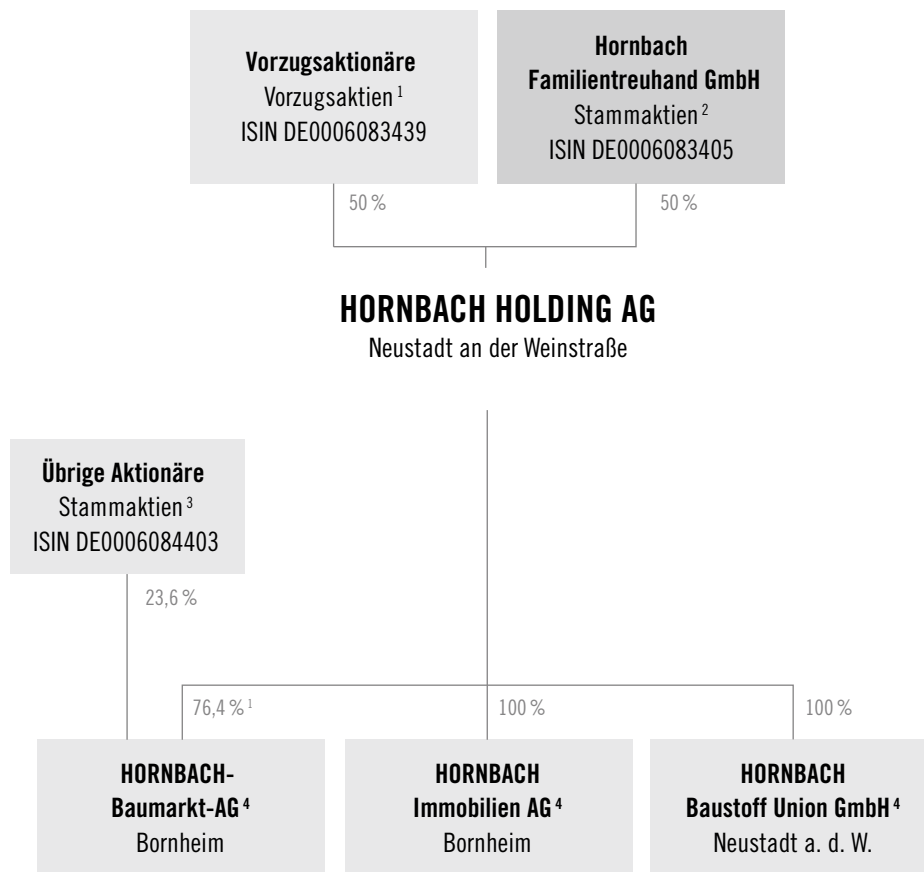 Vorzugsaktionäre
Vorzugsaktien ¹
ISIN DE0006083439
Hornbach
Familientreuhand GmbH
Stammaktien ²
ISIN DE0006083405
50 %
50 %
HORNBACH HOLDING AG
Neustadt an der Weinstraße
Übrige Aktionäre
Stammaktien ³
ISIN DE0006084403
23,6 %
76,4 % ¹
100 %
100 %
HORNBACH-
Baumarkt-AG ⁴
Bornheim
HORNBACH
Immobilien AG ⁴
Bornheim
HORNBACH
Baustoff Union GmbH ⁴
Neustadt a. d. W.